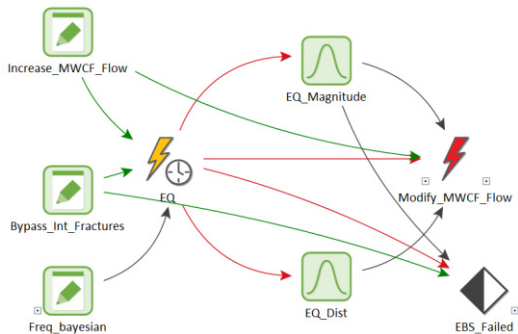 Increase_MWCF_Flow
EQ_Magnitude
EQ
Modify_MWCF_Flow
Bypass_Int_Fractures
Freq_bayesian
EQ_Dist
EBS_Failed